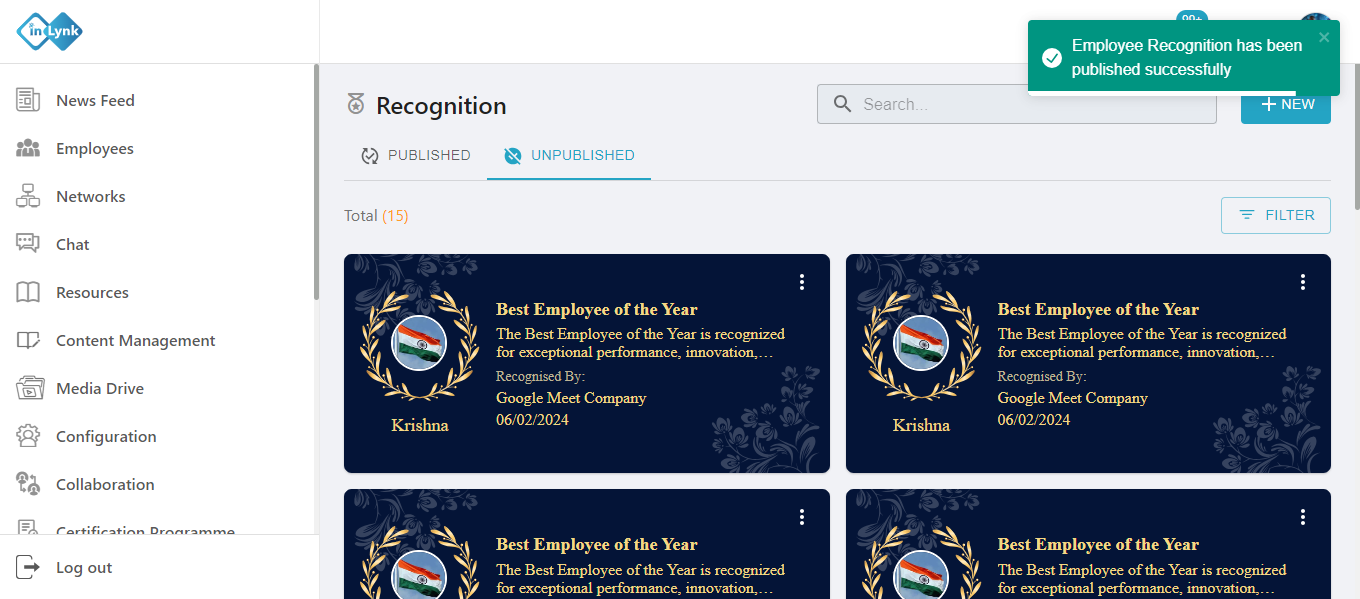 inLynk
99+
Employee Recognition has been
published successfully
News Feed
Employees
Networks
Chat
Resources
Content Management
Media Drive
Configuration
Collaboration
Certification Programme
Log out
Recognition
Search...
NEW
PUBLISHED
UNPUBLISHED
Total (15)
FILTER
Best Employee of the Year
The Best Employee of the Year is recognized
for exceptional performance, innovation,...
Recognised By:
Google Meet Company
06/02/2024
Krishna
Best Employee of the Year
The Best Employee of the Year is recognized
for exceptional performance, innovation,...
Recognised By:
Google Meet Company
06/02/2024
Krishna
Best Employee of the Year
The Best Employee of the Year is recognized
for exceptional performance, innovation,...
Best Employee of the Year
The Best Employee of the Year is recognized
for exceptional performance, innovation,...